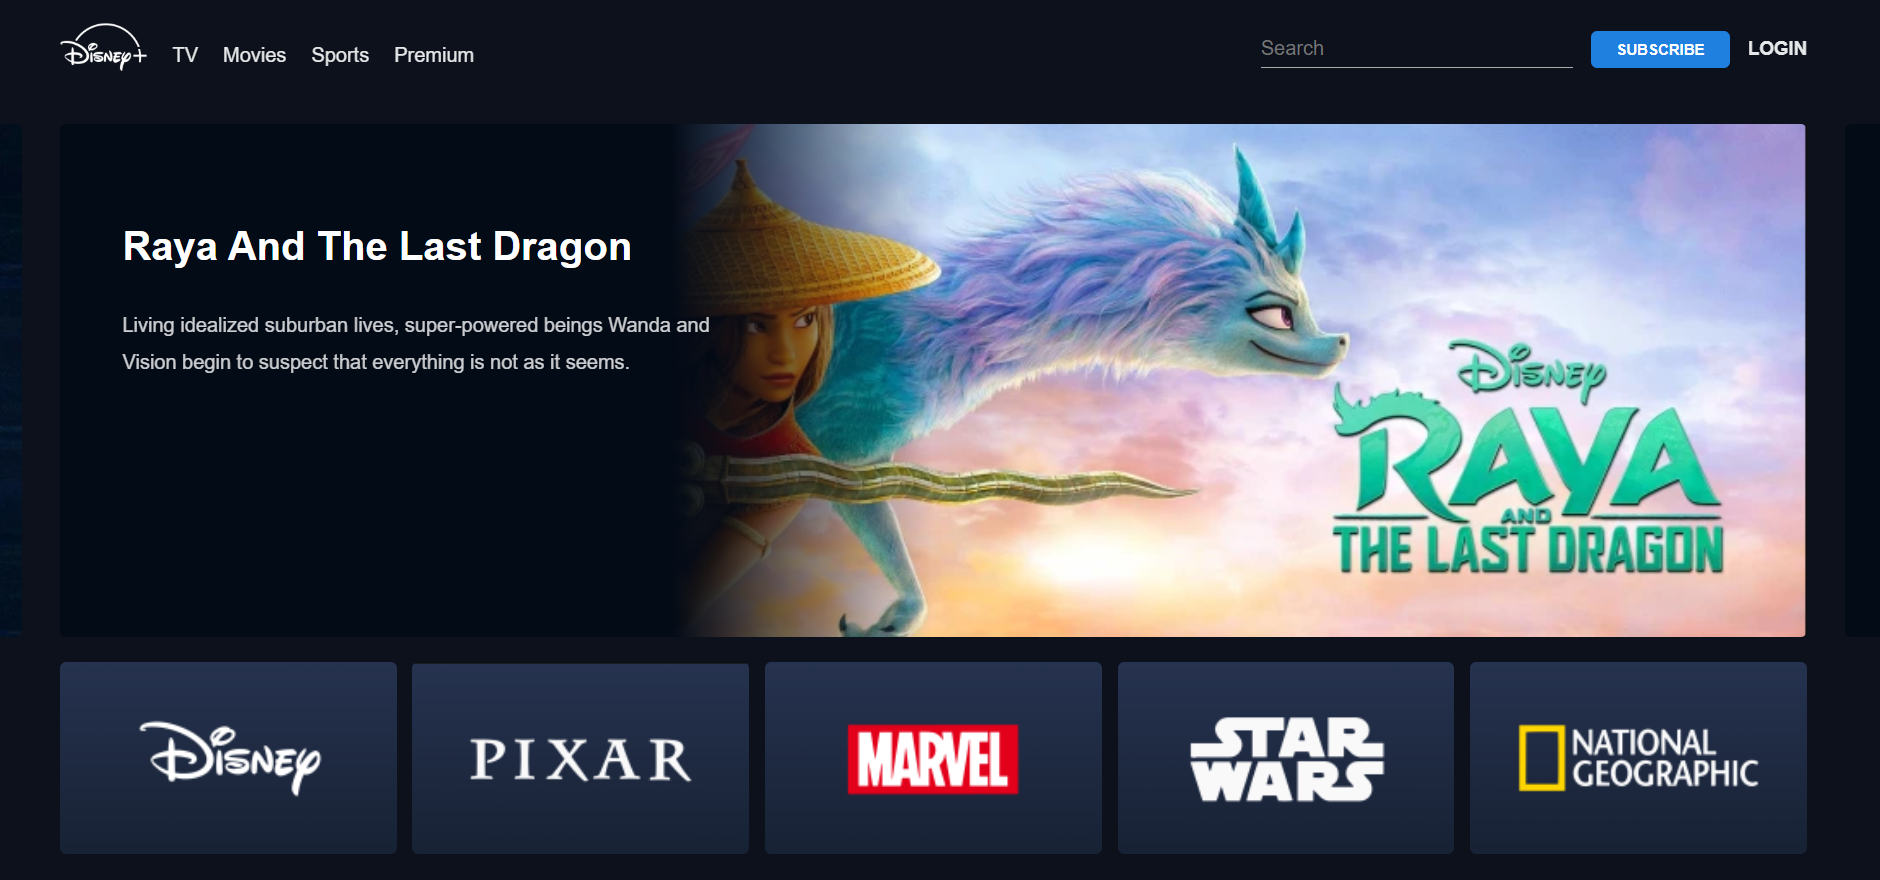 Disney+ TV Movies Sports Premium Search SUBSCRIBE LOGIN
Raya And The Last Dragon
Living idealized suburban lives, super-powered beings Wanda and
Vision begin to suspect that everything is not as it seems.
Disney
RAYA
AND
THE LAST DRAGON
Disney
PIXAR
MARVEL
STAR
WARS
NATIONAL
GEOGRAPHIC